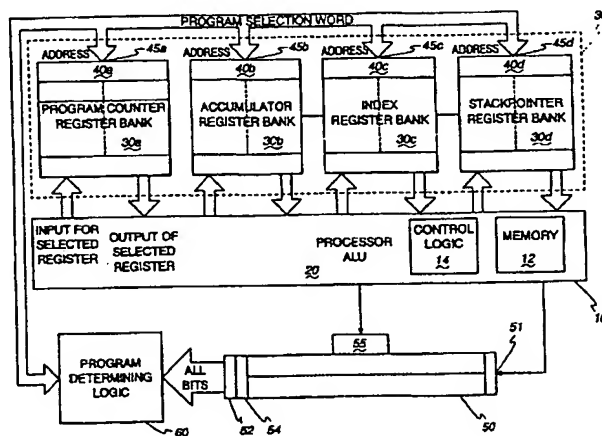 PROGRAM SELECTION WORD
ADDRESS 45a ADDRESS 45b ADDRESS 45c ADDRESS 45d
40a 40b 40c 40d
PROGRAM COUNTER REGISTER BANK
30a
ACCUMULATOR REGISTER BANK
30b
INDEX REGISTER BANK
30c
STACKPOINTER REGISTER BANK
30d
INPUT FOR SELECTED REGISTER
OUTPUT OF SELECTED REGISTER
PROCESSOR ALU
20
CONTROL LOGIC
14
MEMORY
12
PROGRAM DETERMINING LOGIC
60
ALL BITS
55
51
52 54
50